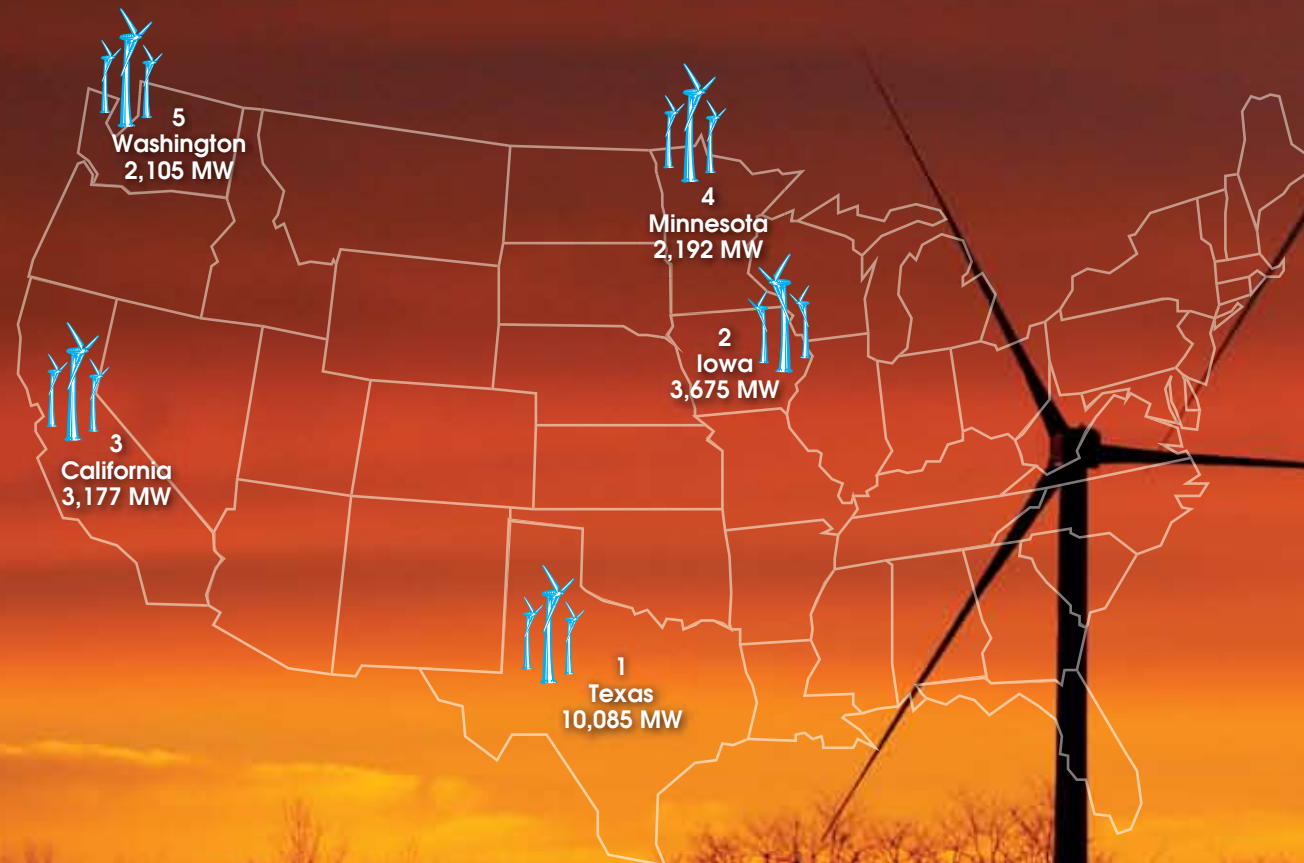 5
Washington
2,105 MW
4
Minnesota
2,192 MW
2
Iowa
3,675 MW
3
California
3,177 MW
1
Texas
10,085 MW